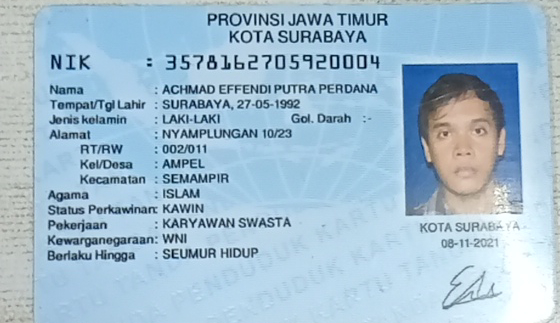 PROVINSI JAWA TIMUR
KOTA SURABAYA
NIK : 3578162705920004
Nama : ACHMAD EFFENDI PUTRA PERDANA
Tempat/Tgl Lahir : SURABAYA, 27-05-1992
Jenis kelamin : LAKI-LAKI Gol. Darah :-
Alamat : NYAMPLUNGAN 10/23
RT/RW : 002/011
Kel/Desa : AMPEL
Kecamatan : SEMAMPIR
Agama : ISLAM
Status Perkawinan: KAWIN
Pekerjaan : KARYAWAN SWASTA
Kewarganegaraan: WNI
Berlaku Hingga : SEUMUR HIDUP
KOTA SURABAYA
08-11-2021